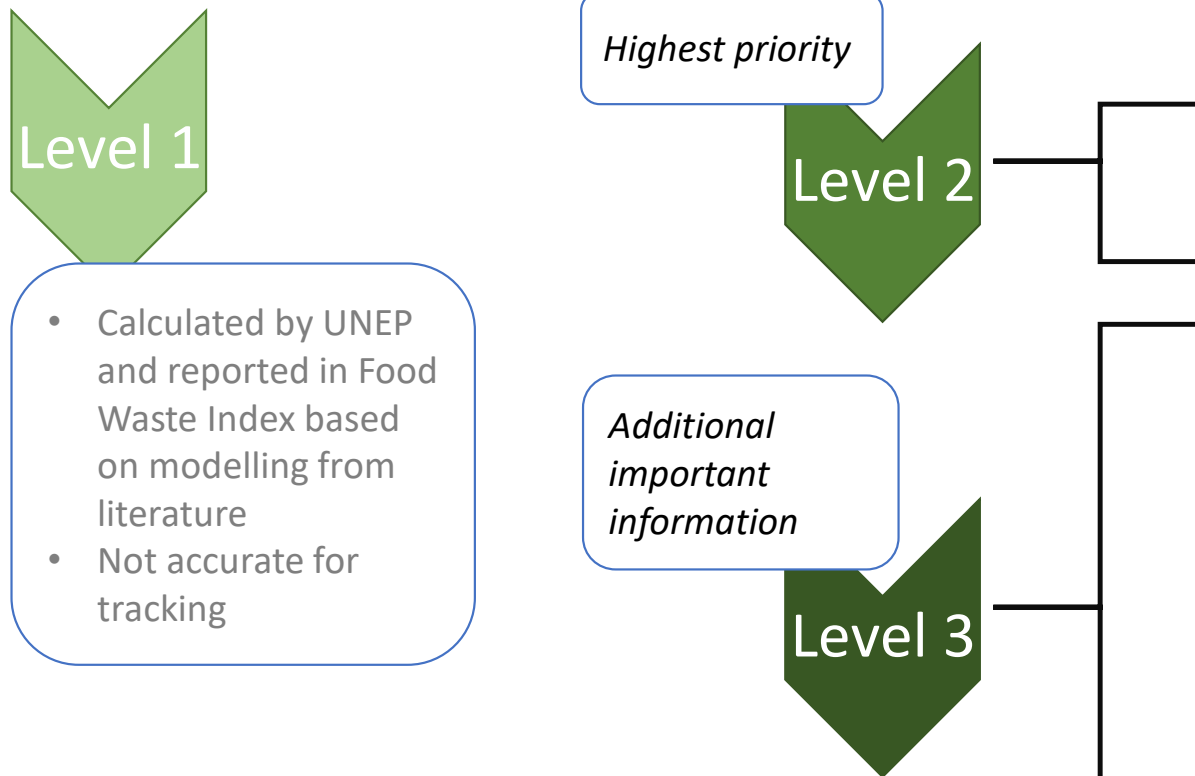 Level 1
• Calculated by UNEP
and reported in Food
Waste Index based
on modelling from
literature
• Not accurate for
tracking
Highest priority
Level 2
Additional
important
information
Level 3